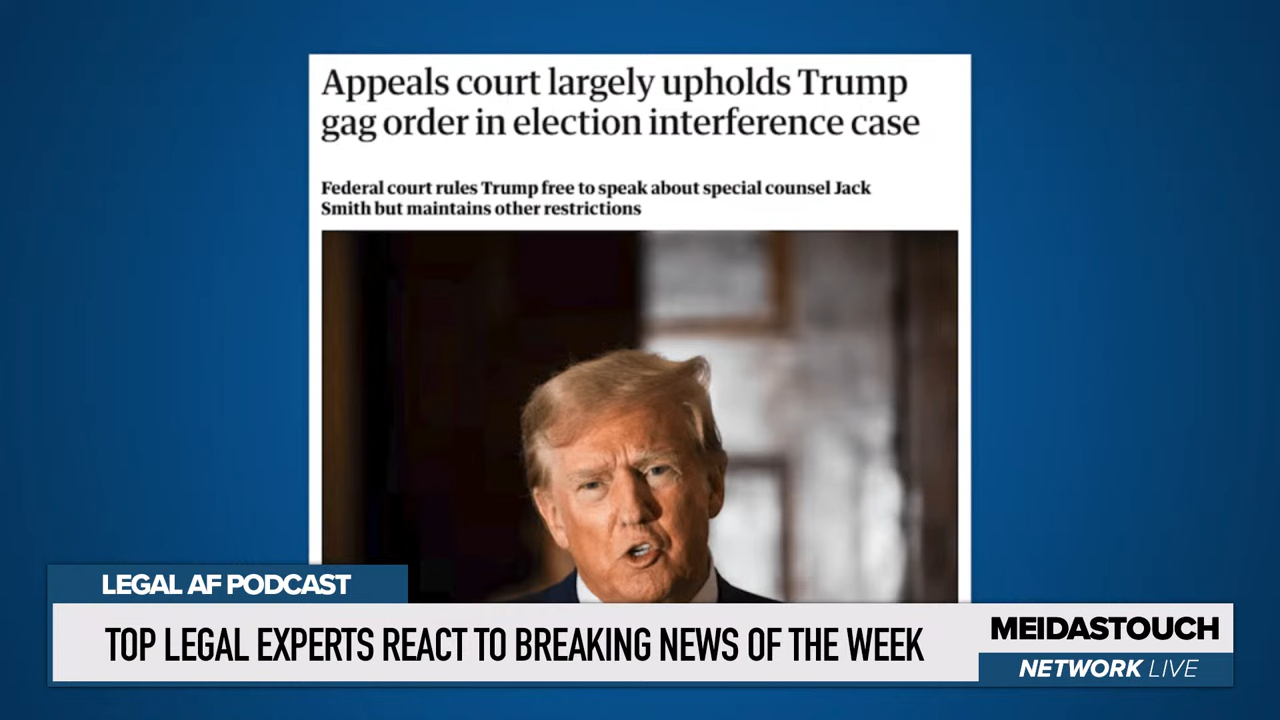 Appeals court largely upholds Trump
gag order in election interference case
Federal court rules Trump free to speak about special counsel Jack
Smith but maintains other restrictions
LEGAL AF PODCAST
TOP LEGAL EXPERTS REACT TO BREAKING NEWS OF THE WEEK
MEIDASTOUCH
NETWORK LIVE